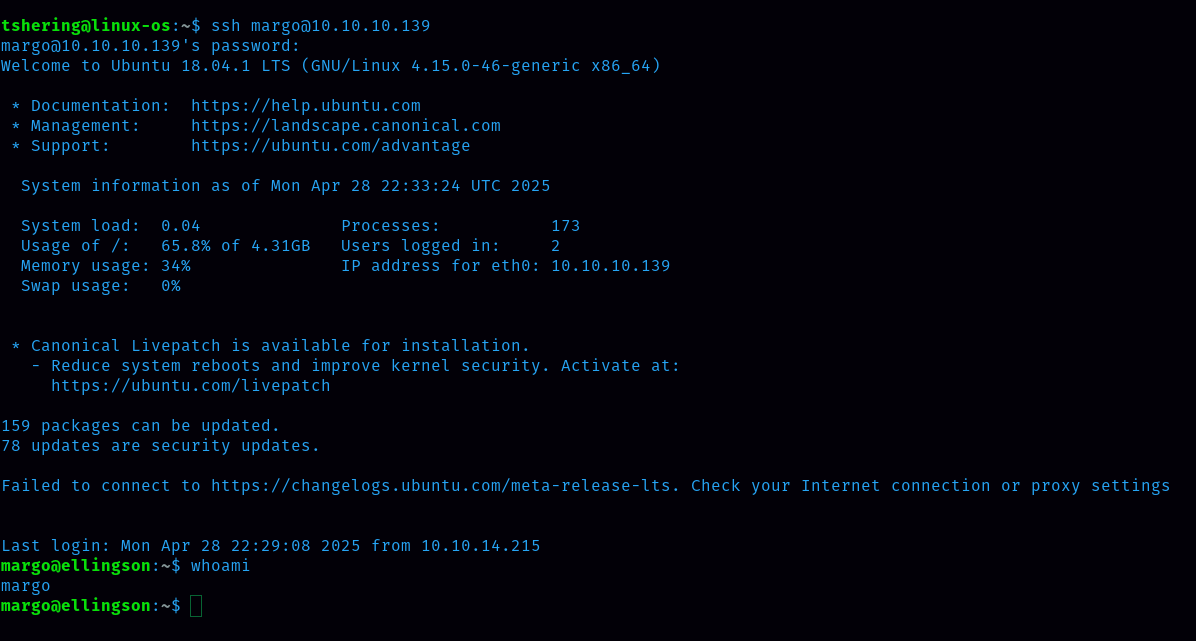 tshering@linux-os:~$ ssh margo@10.10.10.139
margo@10.10.10.139's password:
Welcome to Ubuntu 18.04.1 LTS (GNU/Linux 4.15.0-46-generic x86_64)
 * Documentation:  https://help.ubuntu.com
 * Management:     https://landscape.canonical.com
 * Support:        https://ubuntu.com/advantage
  System information as of Mon Apr 28 22:33:24 UTC 2025
  System load:  0.04              Processes:           173
  Usage of /:   65.8% of 4.31GB   Users logged in:     2
  Memory usage: 34%               IP address for eth0: 10.10.10.139
  Swap usage:   0%
 * Canonical Livepatch is available for installation.
   - Reduce system reboots and improve kernel security. Activate at:
     https://ubuntu.com/livepatch
159 packages can be updated.
78 updates are security updates.
Failed to connect to https://changelogs.ubuntu.com/meta-release-lts. Check your Internet connection or proxy settings
Last login: Mon Apr 28 22:29:08 2025 from 10.10.14.215
margo@ellingson:~$ whoami
margo
margo@ellingson:~$